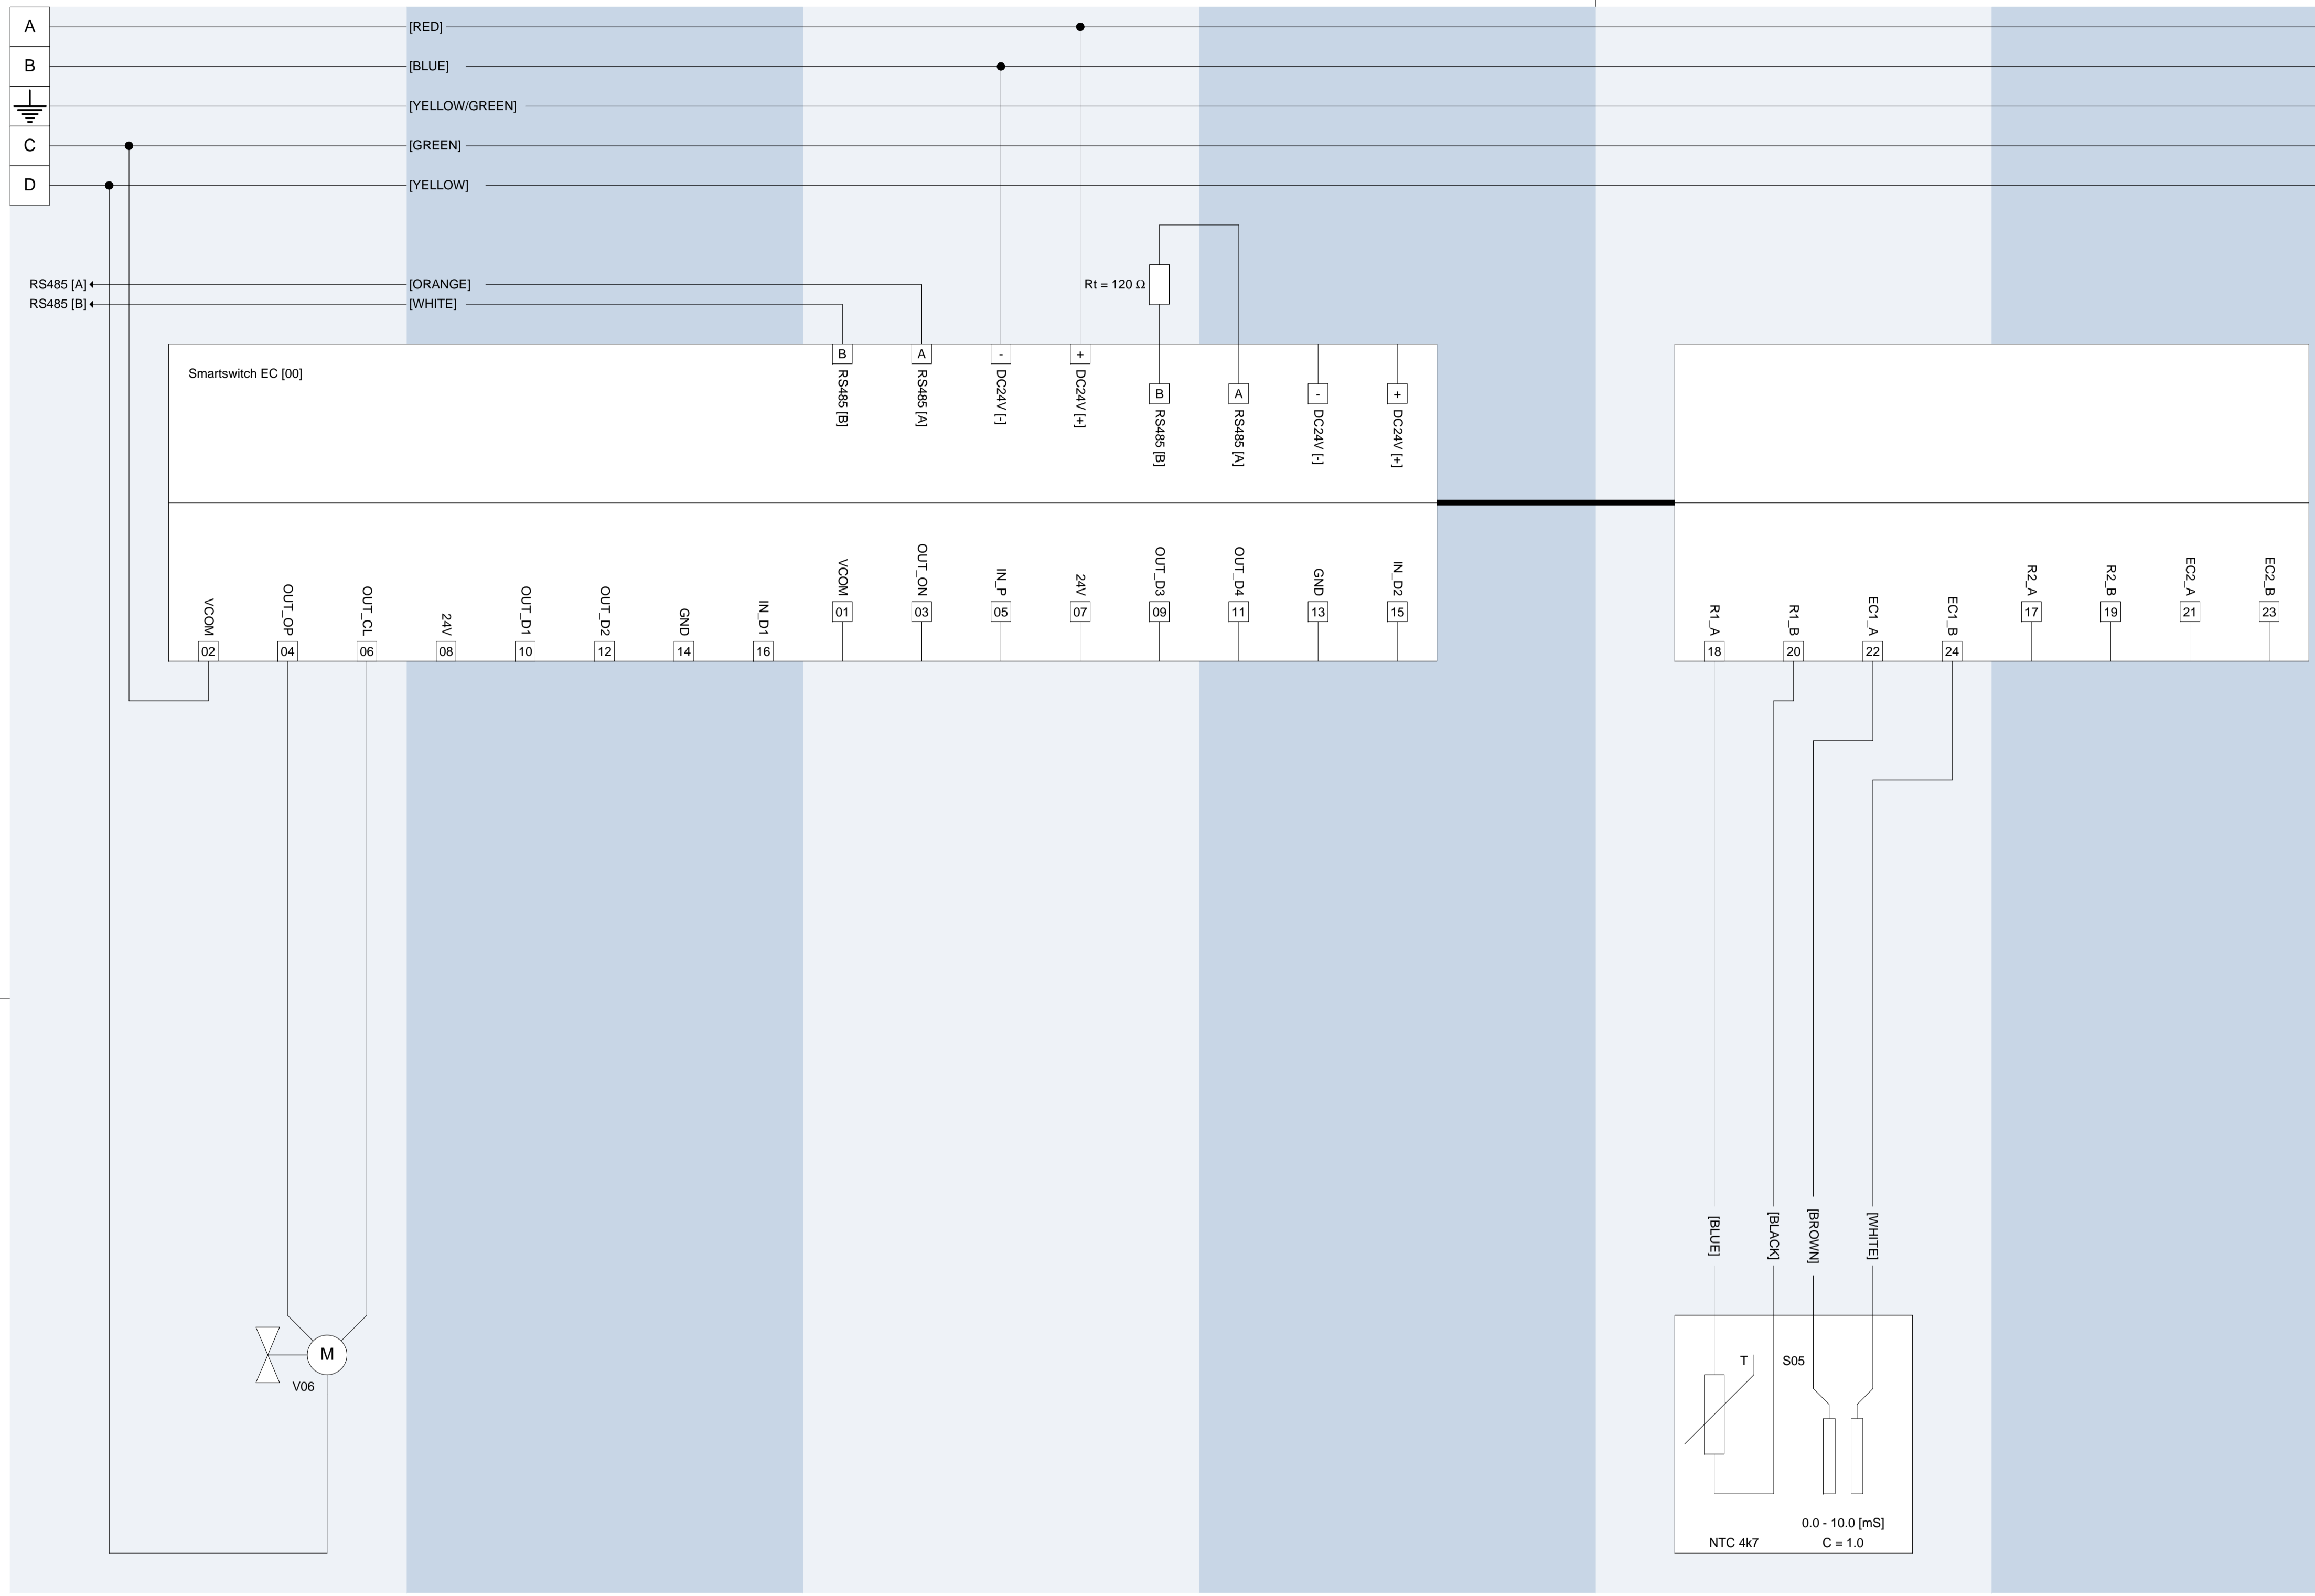 A
[RED]
B
[BLUE]
[YELLOW/GREEN]
C
[GREEN]
D
[YELLOW]
RS485 [A]
[ORANGE]
Rt = 120 Ω
RS485 [B]
[WHITE]
Smartswitch EC [00]
B
RS485 [B]
A
RS485 [A]
-
DC24V [-]
+
DC24V [+]
B
RS485 [B]
A
RS485 [A]
-
DC24V [-]
+
DC24V [+]
VCOM
02
OUT_OP
04
OUT_CL
06
24V
08
OUT_D1
10
OUT_D2
12
GND
14
IN_D1
16
VCOM
01
OUT_ON
03
IN_P
05
24V
07
OUT_D3
09
OUT_D4
11
GND
13
IN_D2
15
R1_A
18
R1_B
20
EC1_A
22
EC1_B
24
R2_A
17
R2_B
19
EC2_A
21
EC2_B
23
[BLUE]
[BLACK]
[BROWN]
[WHITE]
M
V06
T
S05
0.0 - 10.0 [mS]
NTC 4k7
C = 1.0